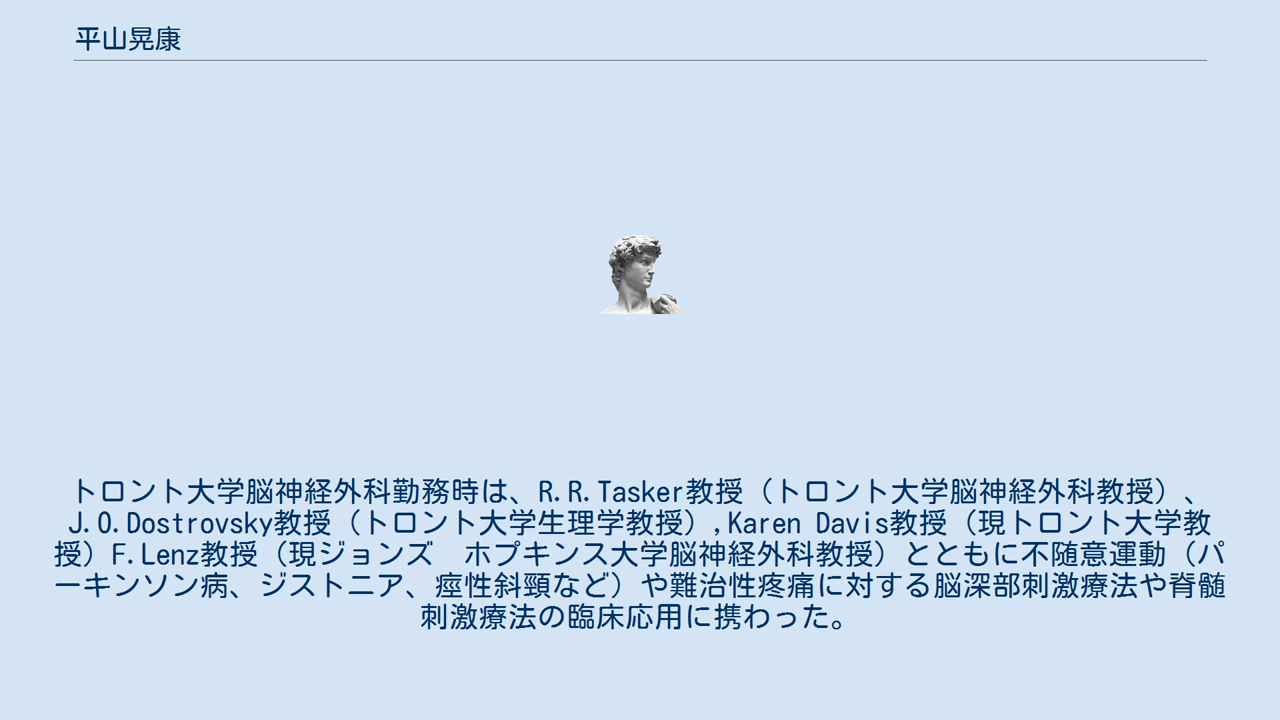 平山晃康
トロント大学脳神経外科勤務時は、R.R.Tasker教授（トロント大学脳神経外科教授）、
J.O.Dostrovsky教授（トロント大学生理学教授）,Karen Davis教授（現トロント大学教
授）F.Lenz教授（現ジョンズ　ホプキンス大学脳神経外科教授）とともに不随意運動（パ
ーキンソン病、ジストニア、痙性斜頸など）や難治性疼痛に対する脳深部刺激療法や脊髄
刺激療法の臨床応用に携わった。